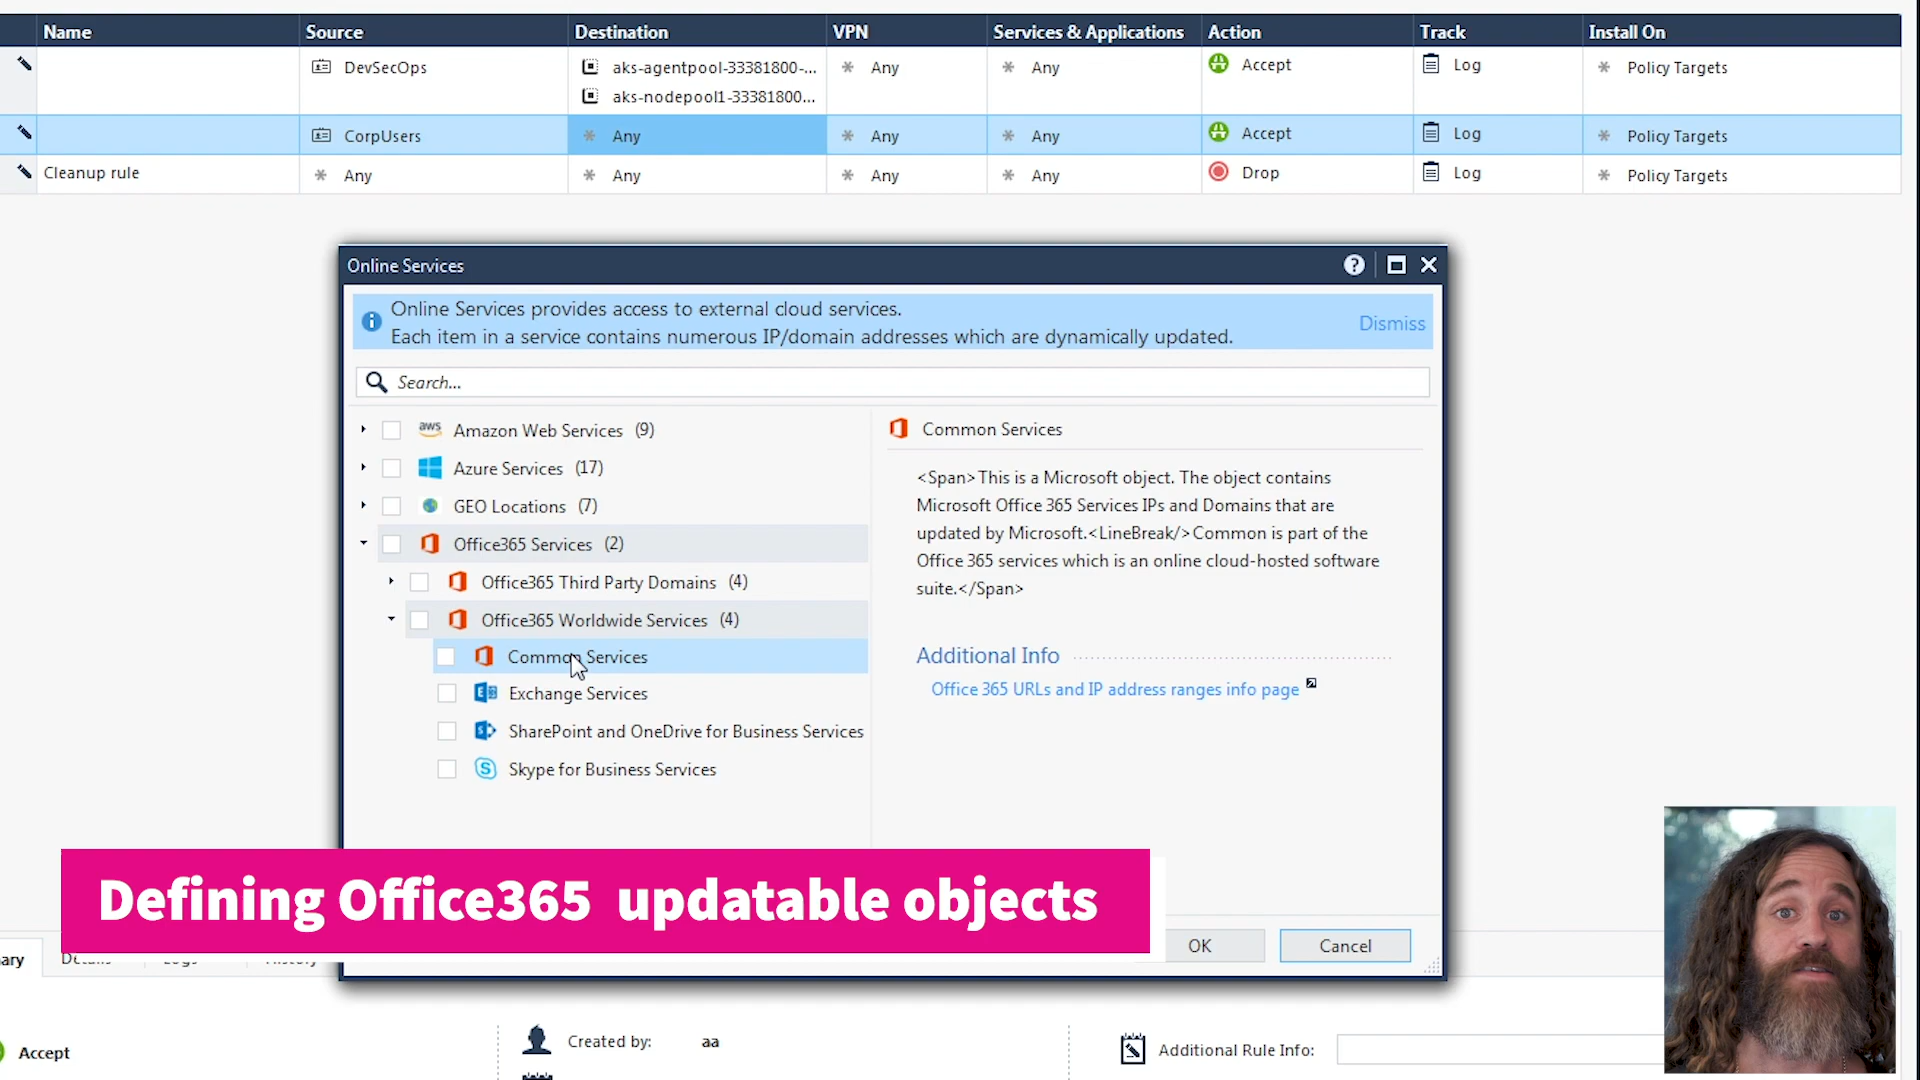 Name Source Destination VPN Services & Applications Action Track Install On
DevSecOps aks-agentpool-33381800-... Any Any Accept Log Policy Targets
aks-nodepool1-33381800...
CorpUsers Any Any Any Accept Log Policy Targets
Cleanup rule Any Any Any Any Drop Log Policy Targets
Online Services
Online Services provides access to external cloud services.
Each item in a service contains numerous IP/domain addresses which are dynamically updated.
Dismiss
Search...
aws Amazon Web Services (9)
Azure Services (17)
GEO Locations (7)
Office365 Services (2)
Office365 Third Party Domains (4)
Office365 Worldwide Services (4)
Common Services
Exchange Services
SharePoint and OneDrive for Business Services
Skype for Business Services
Common Services
<Span>This is a Microsoft object. The object contains
Microsoft Office 365 Services IPs and Domains that are
updated by Microsoft.<LineBreak/>Common is part of the
Office 365 services which is an online cloud-hosted software
suite.</Span>
Additional Info
Office 365 URLs and IP address ranges info page
Defining Office365 updatable objects
OK Cancel
ary Details Logs History
Accept
Created by: aa
Additional Rule Info: